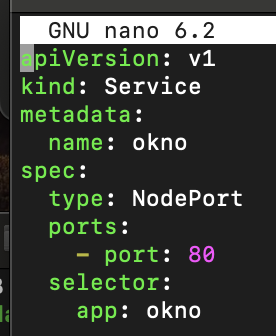 GNU nano 6.2
apiVersion: v1
kind: Service
metadata:
  name: okno
spec:
  type: NodePort
  ports:
    - port: 80
  selector:
    app: okno